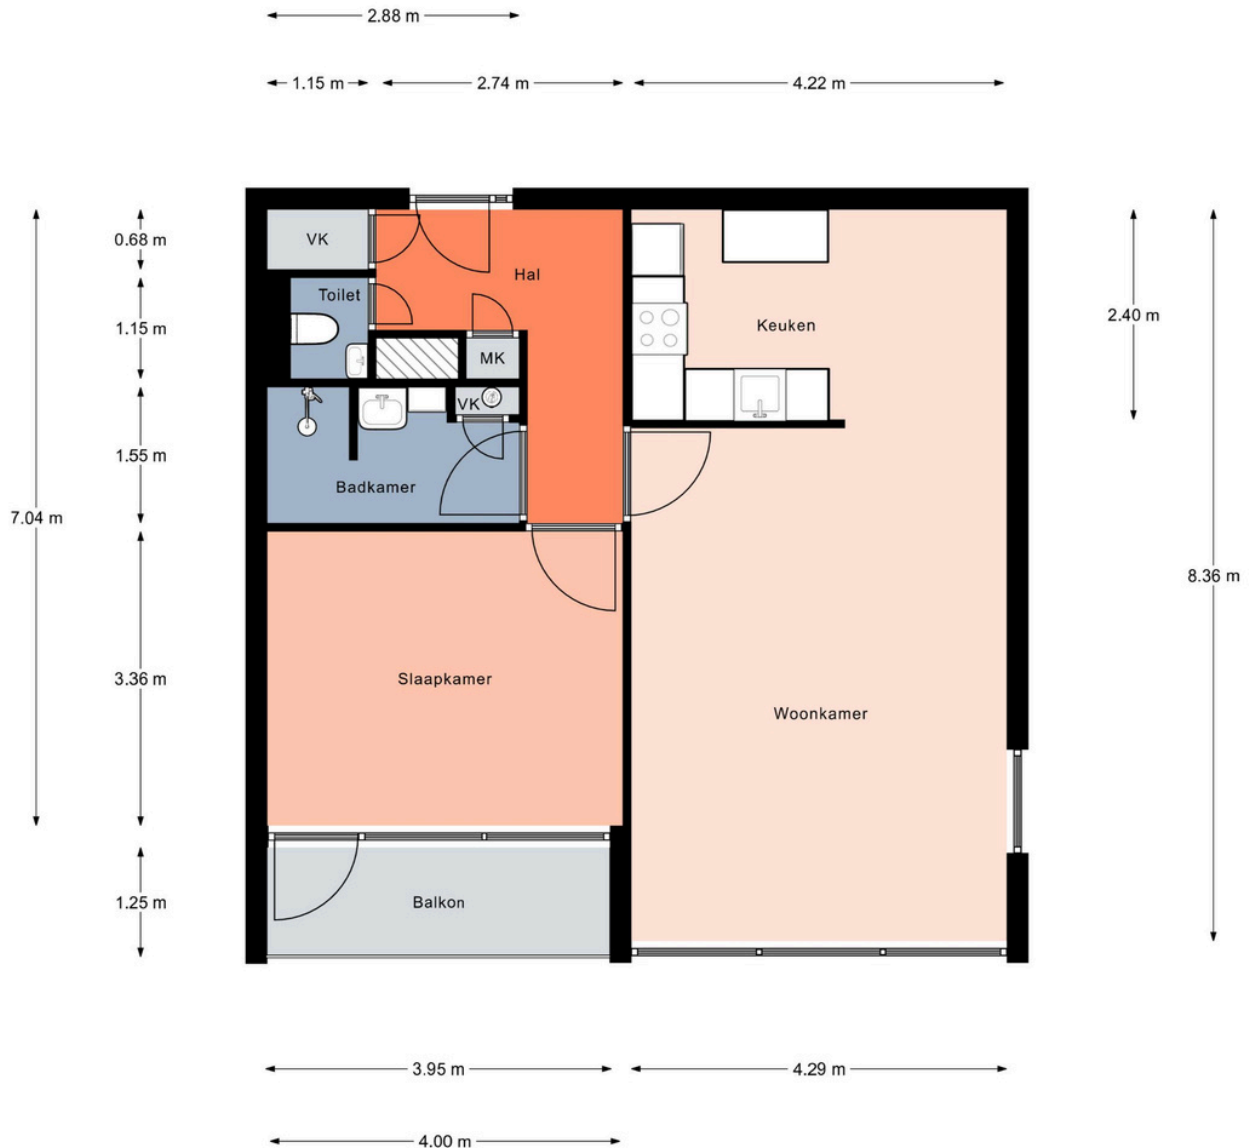 2.88 m
1.15 m
2.74 m
4.22 m
0.68 m
VK
Hal
Toilet
1.15 m
Keuken
2.40 m
MK
VK
1.55 m
Badkamer
7.04 m
8.36 m
3.36 m
Slaapkamer
Woonkamer
1.25 m
Balkon
3.95 m
4.29 m
4.00 m